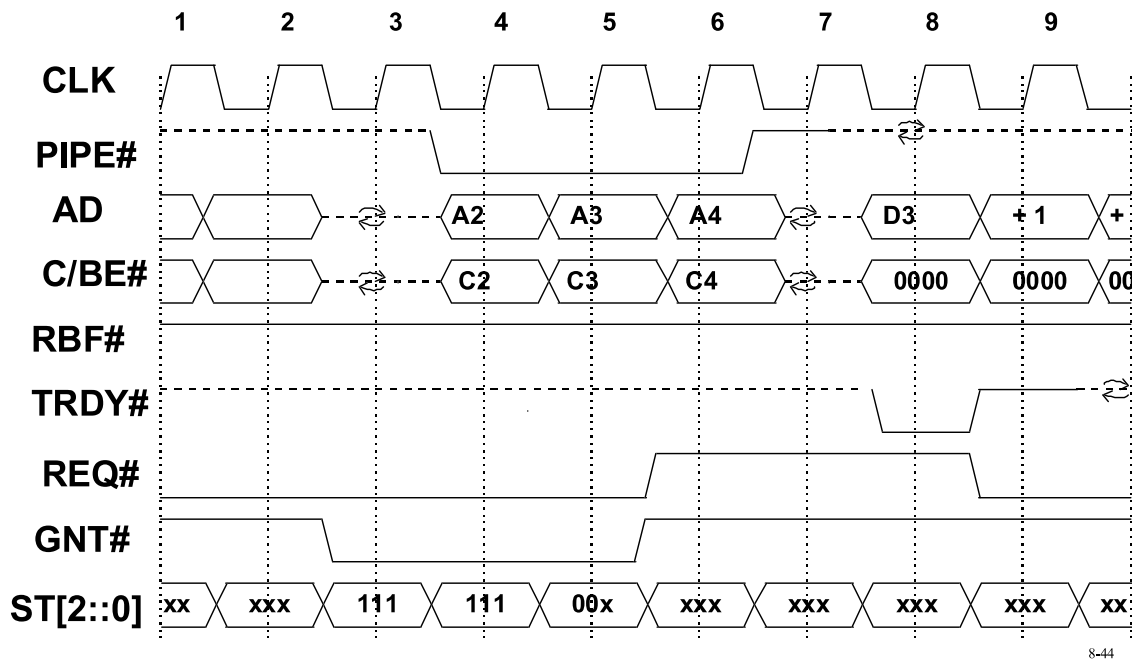 1 2 3 4 5 6 7 8 9
CLK
PIPE#
AD A2 A3 A4 D3 +1 +
C/BE# C2 C3 C4 0000 0000 00
RBF#
TRDY#
REQ#
GNT#
ST[2::0] xx xxx 111 111 00x xxx xxx xxx xxx xx
8-44